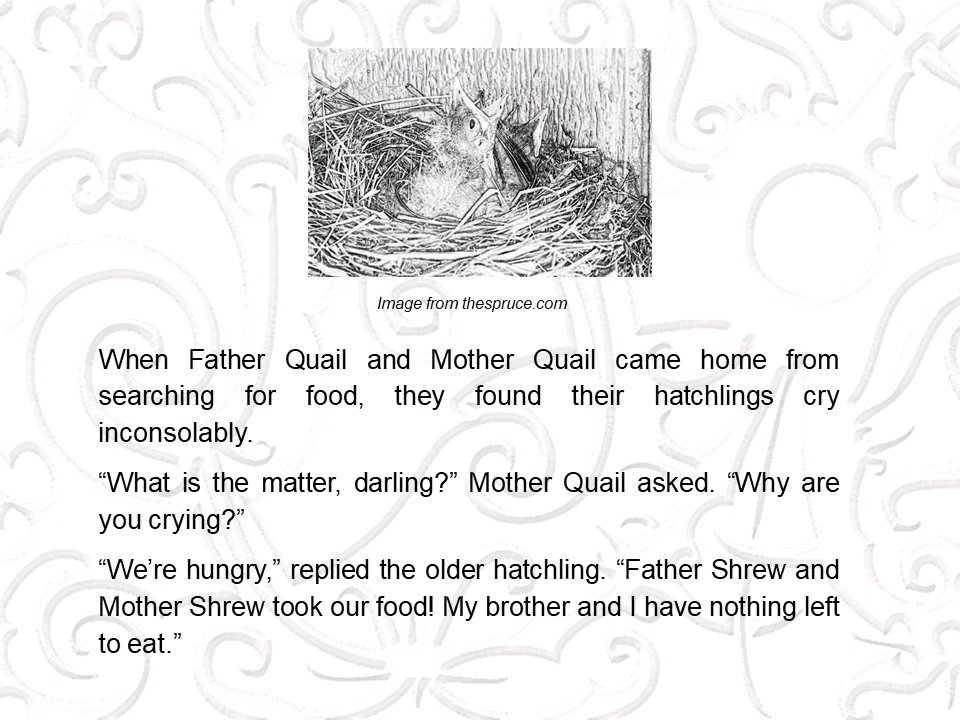 Image from thespruce.com
When Father Quail and Mother Quail came home from
searching for food, they found their hatchlings cry
inconsolably.
“What is the matter, darling?” Mother Quail asked. “Why are
you crying?”
“We’re hungry,” replied the older hatchling. “Father Shrew and
Mother Shrew took our food! My brother and I have nothing left
to eat.”